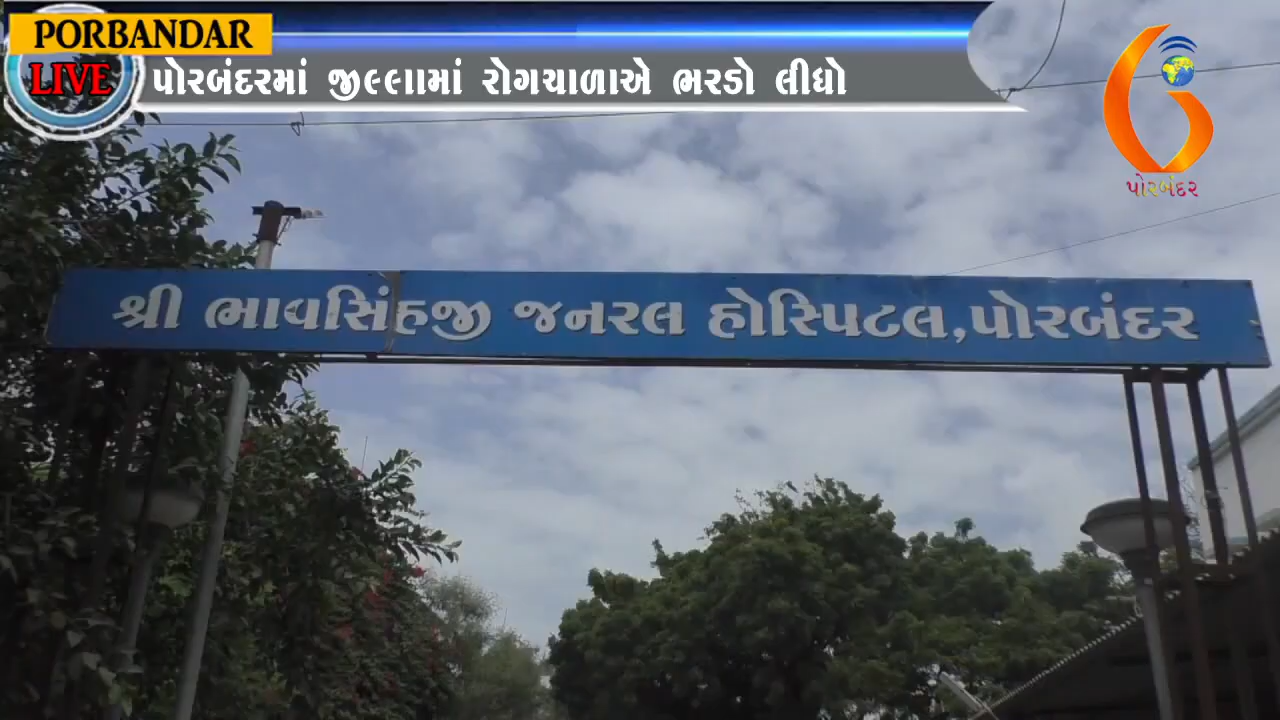 PORBANDAR
LIVE
પોરબંદરમાં જીલ્લામાં રોગચાળાએ ભરડો લીધો
પોરબંદર
શ્રી ભાવસિંહજી જનરલ હોસ્પિટલ,પોરબંદર